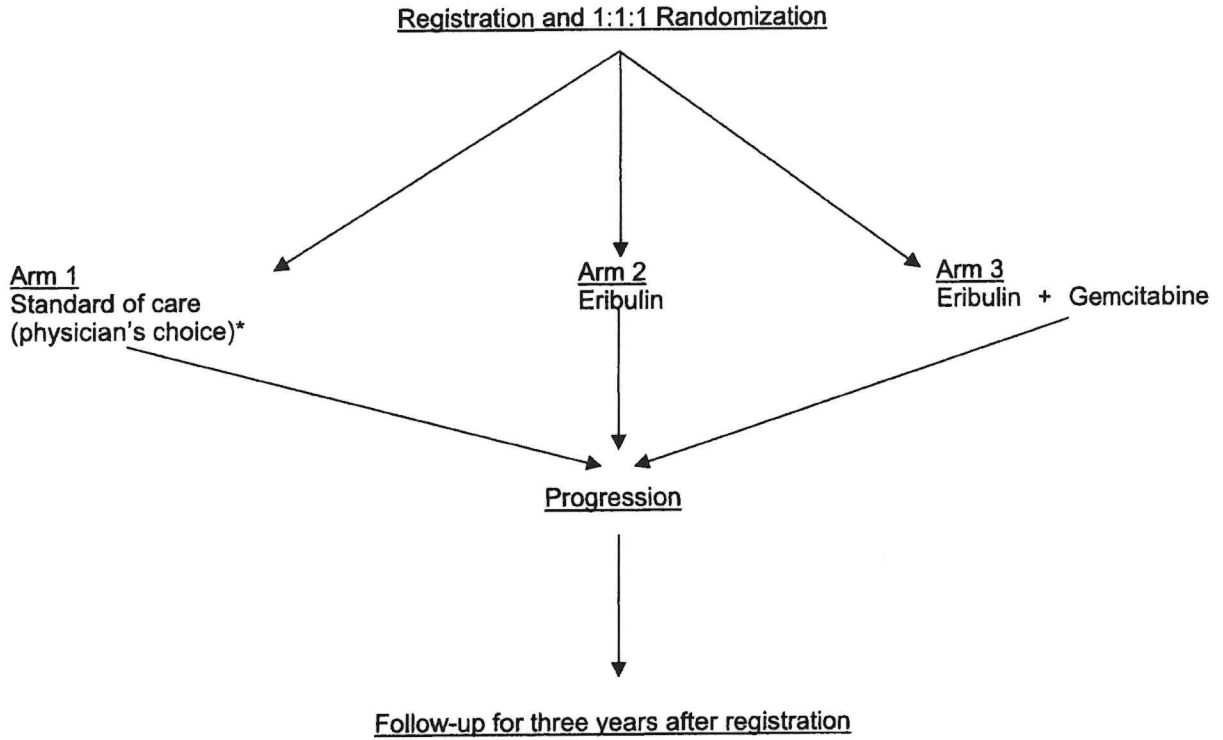 Registration and 1:1:1 Randomization
Arm 1
Standard of care
(physician's choice)*
Arm 2
Eribulin
Arm 3
Eribulin + Gemcitabine
Progression
Follow-up for three years after registration